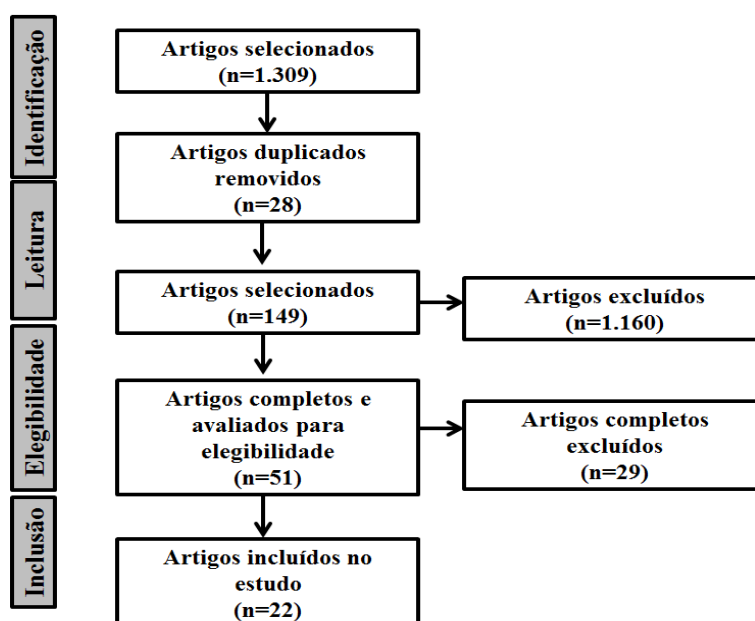 Identificação
Artigos selecionados
(n=1.309)
Artigos duplicados
removidos
(n=28)
Leitura
Artigos selecionados
(n=149)
Artigos excluídos
(n=1.160)
Elegibilidade
Artigos completos e
avaliados para
elegibilidade
(n=51)
Artigos completos
excluídos
(n=29)
Inclusão
Artigos incluídos no
estudo
(n=22)